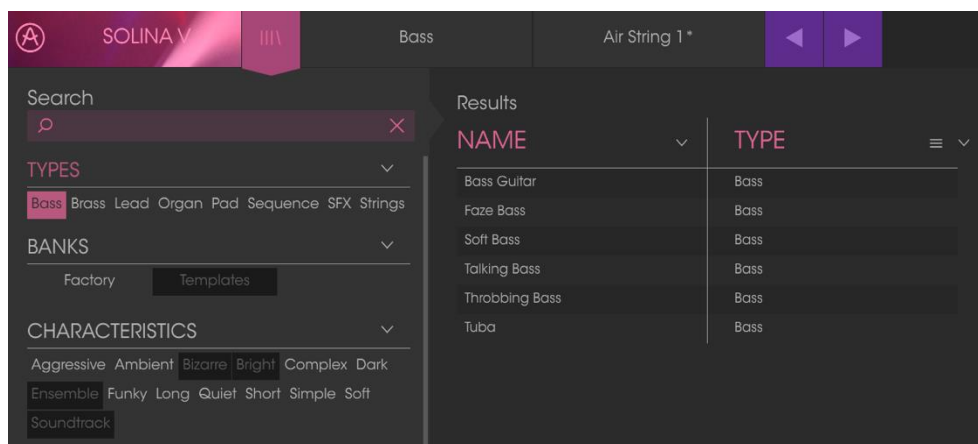 SOLINA V Bass Air String 1*
Search
TYPES
Bass Brass Lead Organ Pad Sequence SFX Strings
BANKS
Factory Templates
CHARACTERISTICS
Aggressive Ambient Bizarre Bright Complex Dark
Ensemble Funky Long Quiet Short Simple Soft
Soundtrack
Results
NAME TYPE
Bass Guitar Bass
Faze Bass Bass
Soft Bass Bass
Talking Bass Bass
Throbbing Bass Bass
Tuba Bass